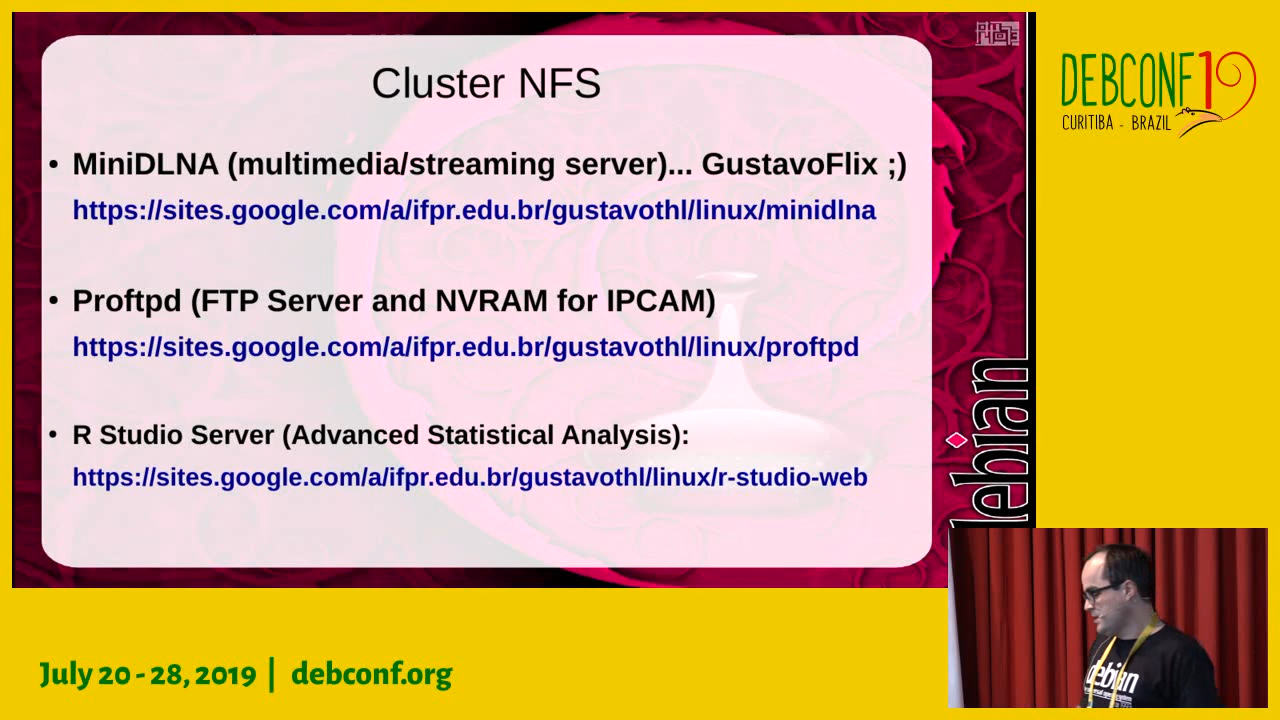 Cluster NFS
• MiniDLNA (multimedia/streaming server)... GustavoFlix ;)
https://sites.google.com/a/ifpr.edu.br/gustavothl/linux/minidlna
• Proftpd (FTP Server and NVRAM for IPCAM)
https://sites.google.com/a/ifpr.edu.br/gustavothl/linux/proftpd
• R Studio Server (Advanced Statistical Analysis):
https://sites.google.com/a/ifpr.edu.br/gustavothl/linux/r-studio-web
debian
DEBCONF19
CURITIBA - BRAZIL
debian
July 20 - 28, 2019 | debconf.org